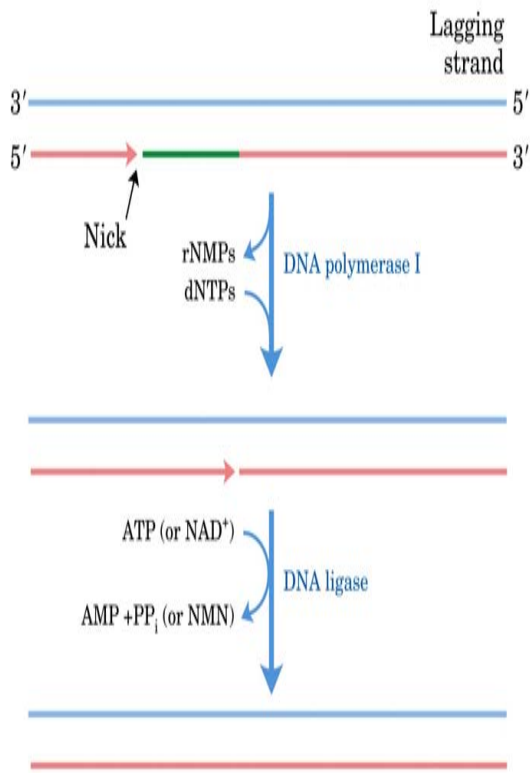 Lagging
strand
3′ 5′
5′ 3′
Nick
rNMPs
DNA polymerase I
dNTPs
ATP (or NAD⁺)
DNA ligase
AMP +PPᵢ (or NMN)